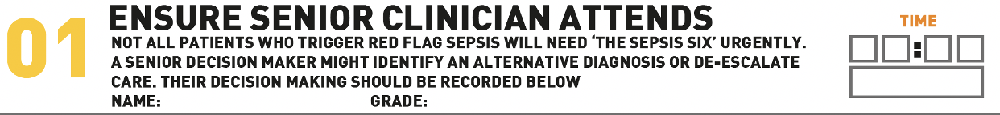 01
ENSURE SENIOR CLINICIAN ATTENDS
NOT ALL PATIENTS WHO TRIGGER RED FLAG SEPSIS WILL NEED ‘THE SEPSIS SIX’ URGENTLY.
A SENIOR DECISION MAKER MIGHT IDENTIFY AN ALTERNATIVE DIAGNOSIS OR DE-ESCALATE
CARE. THEIR DECISION MAKING SHOULD BE RECORDED BELOW
NAME: GRADE:
TIME
: